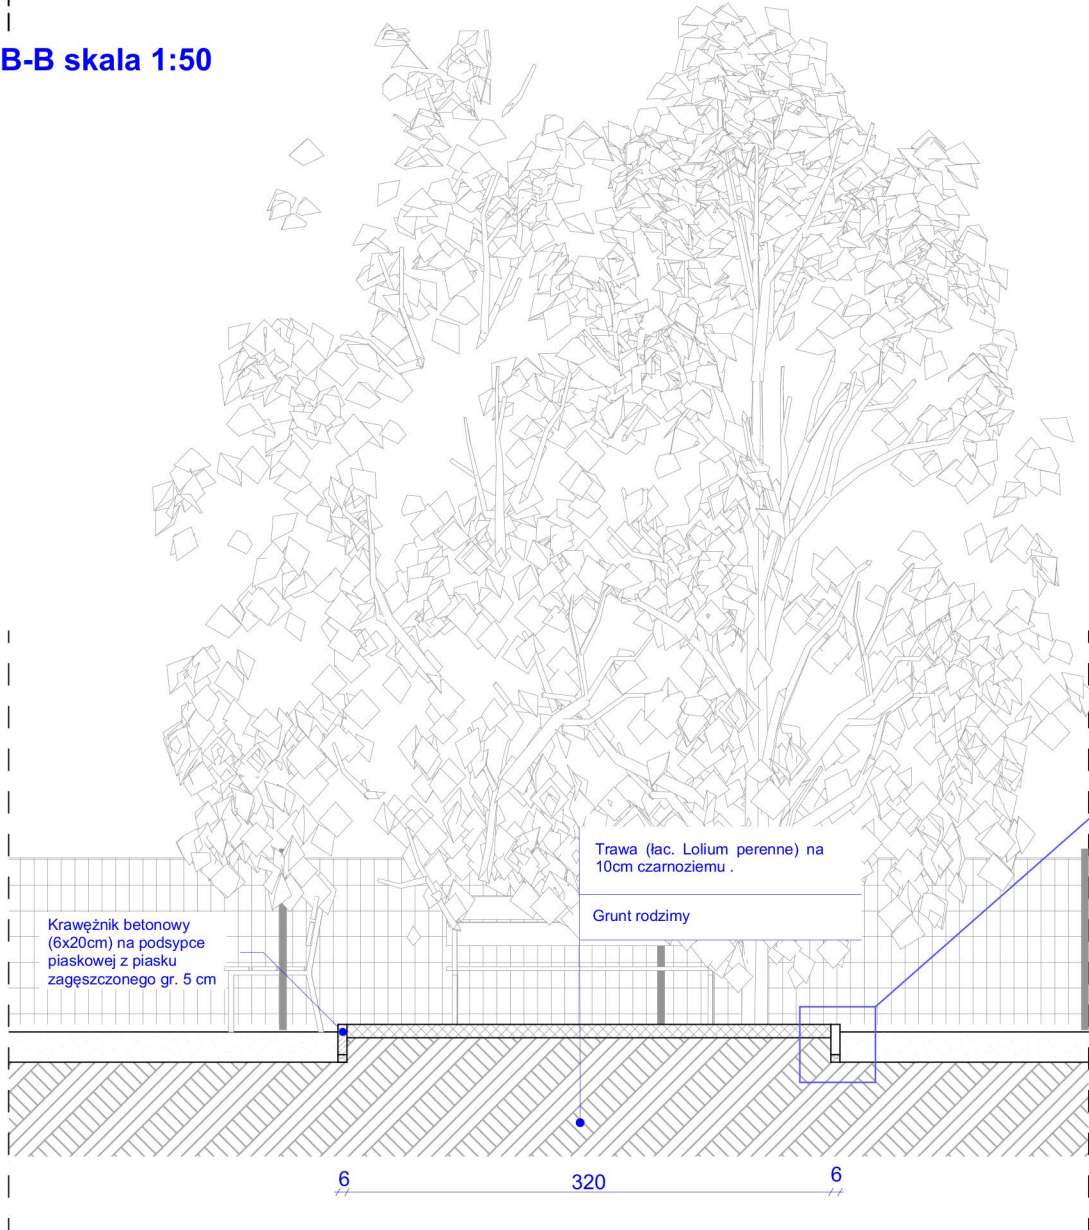 B-B skala 1:50
Trawa (łac. Lolium perenne) na
10cm czarnoziemu .
Grunt rodzimy
Krawężnik betonowy
(6x20cm) na podsypce
piaskowej z piasku
zagęszczonego gr. 5 cm
6
320
6